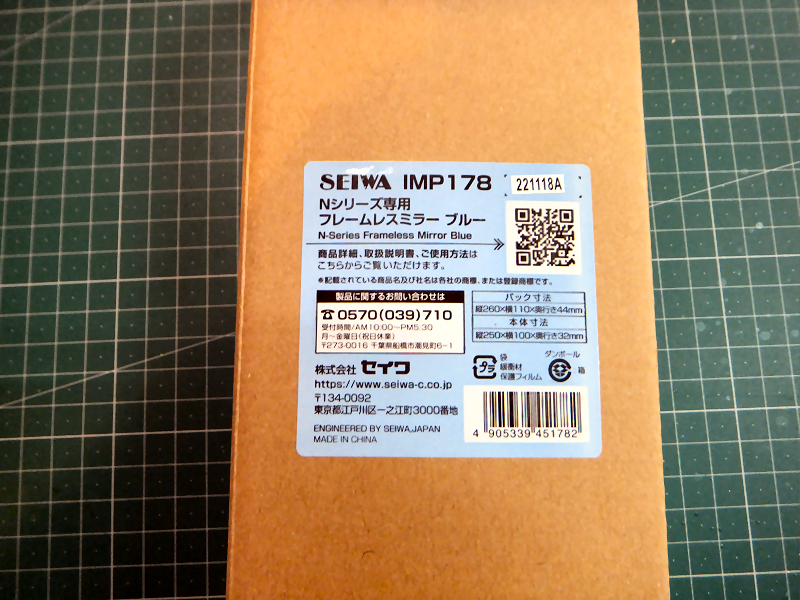 SEIWA IMP178
221118A
Nシリーズ専用
フレームレスミラー ブルー
N-Series Frameless Mirror Blue
商品詳細、取扱説明書、ご使用方法は
こちらからご覧いただけます。
※記載されている商品名及び社名は各社の商標、または登録商標です。
製品に関するお問い合わせは
☎0570(039)710
受付時間/AM10:00~PM5:30
月~金曜日(祝日休業)
〒273-0016 千葉県船橋市潮見町6-1
パック寸法
縦260×横110×奥行き44mm
本体寸法
縦250×横100×奥行き32mm
株式会社 セイワ
https://www.seiwa-c.co.jp
〒134-0092
東京都江戸川区一之江町3000番地
ENGINEERED BY SEIWA,JAPAN
MADE IN CHINA
プラ
袋
緩衝材
保護フィルム
ダンボール
箱
4 905339 451782